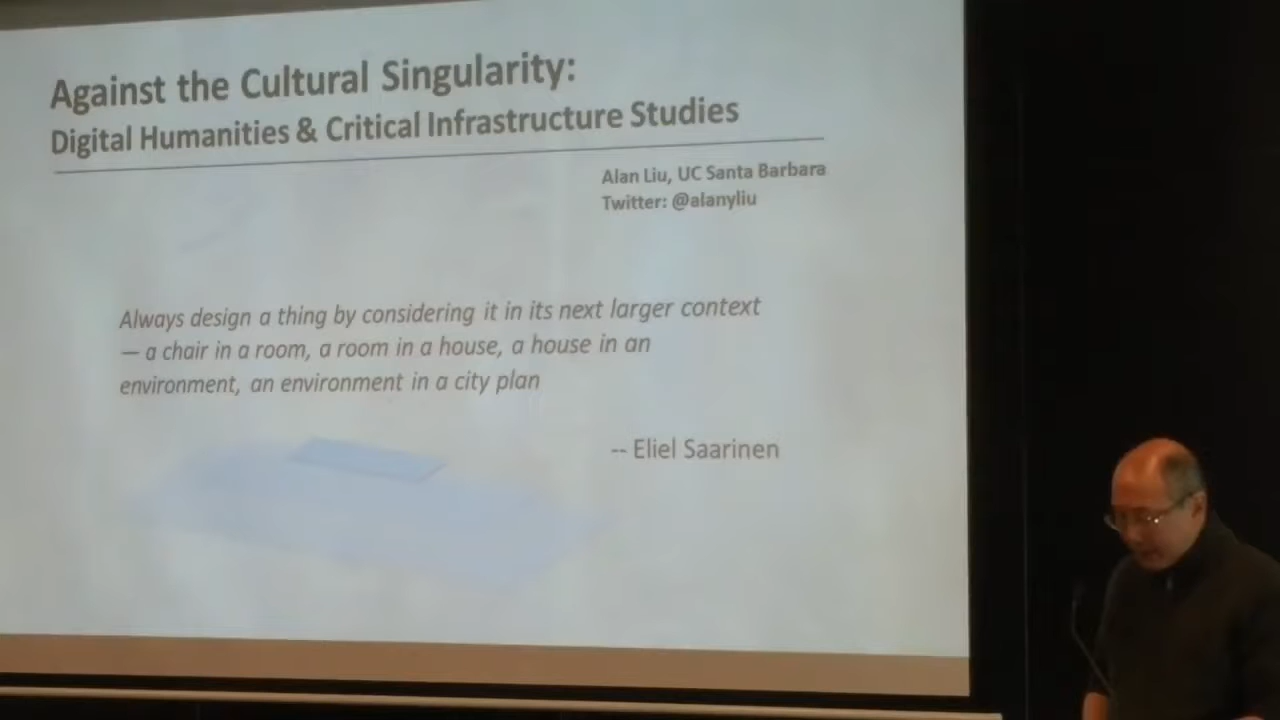 Against the Cultural Singularity:
Digital Humanities & Critical Infrastructure Studies
Alan Liu, UC Santa Barbara
Twitter: @alanyliu
Always design a thing by considering it in its next larger context
— a chair in a room, a room in a house, a house in an
environment, an environment in a city plan
-- Eliel Saarinen